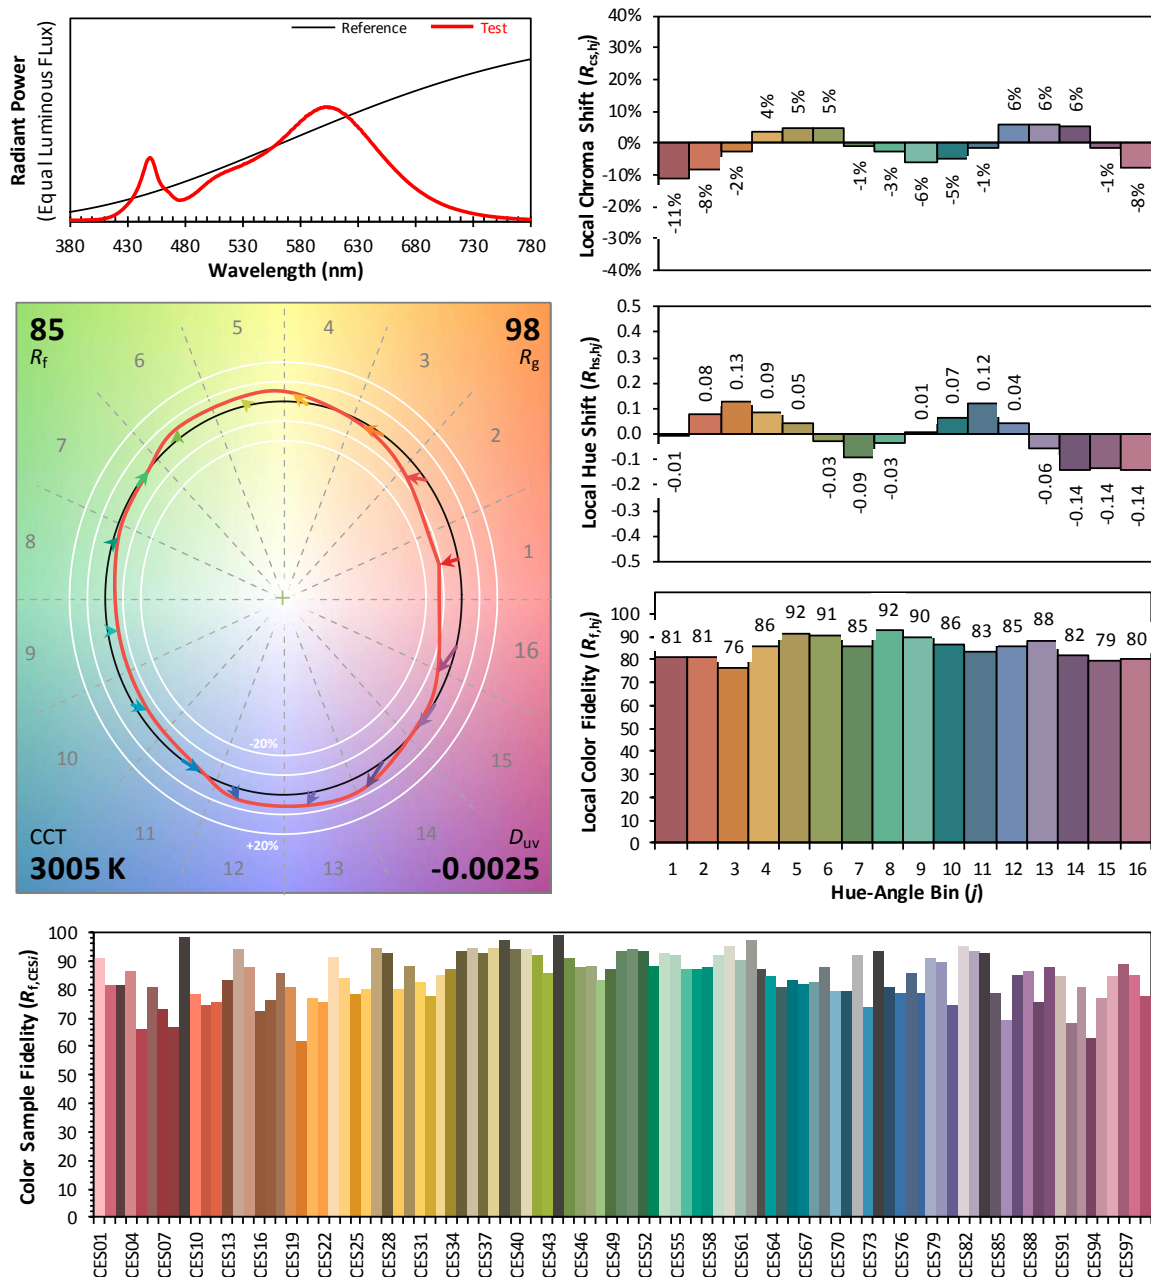 Reference
Test
Radiant Power
(Equal Luminous FLux)
380 430 480 530 580 630 680 730 780
Wavelength (nm)
Local Chroma Shift (Rcs,hj)
40%
30%
20%
10%
0%
-10%
-20%
-30%
-40%
-11% -8% -2% 4% 5% 5% -1% -3% -6% -5% -1% 6% 6% 6% -1% -8%
85
Rf
98
Rg
5 4
6 3
7 2
8 1
9 16
10 15
11 14
12 13
-20%
+20%
CCT
3005 K
Duv
-0.0025
Local Hue Shift (Rhs,hj)
0.5
0.4
0.3
0.2
0.1
0.0
-0.1
-0.2
-0.3
-0.4
-0.5
-0.01 0.08 0.13 0.09 0.05 -0.03 -0.09 -0.03 0.01 0.07 0.12 0.04 -0.06 -0.14 -0.14 -0.14
Local Color Fidelity (Rf,hj)
100
90
80
70
60
50
40
30
20
10
0
81 81 76 86 92 91 85 92 90 86 83 85 88 82 79 80
1 2 3 4 5 6 7 8 9 10 11 12 13 14 15 16
Hue-Angle Bin (j)
Color Sample Fidelity (Rf,CESi)
100
90
80
70
60
50
40
30
20
10
0
CES01 CES04 CES07 CES10 CES13 CES16 CES19 CES22 CES25 CES28 CES31 CES34 CES37 CES40 CES43 CES46 CES49 CES52 CES55 CES58 CES61 CES64 CES67 CES70 CES73 CES76 CES79 CES82 CES85 CES88 CES91 CES94 CES97